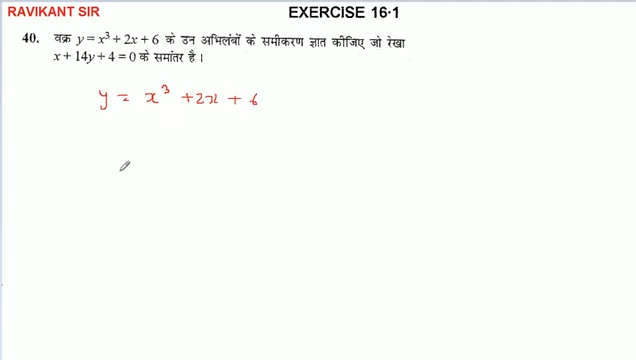 RAVIKANT SIR
EXERCISE 16·1
40. वक्र y = x³ + 2x + 6 के उन अभिलंबों के समीकरण ज्ञात कीजिए जो रेखा
x + 14y + 4 = 0 के समांतर है।
y = x³ + 2x + 6